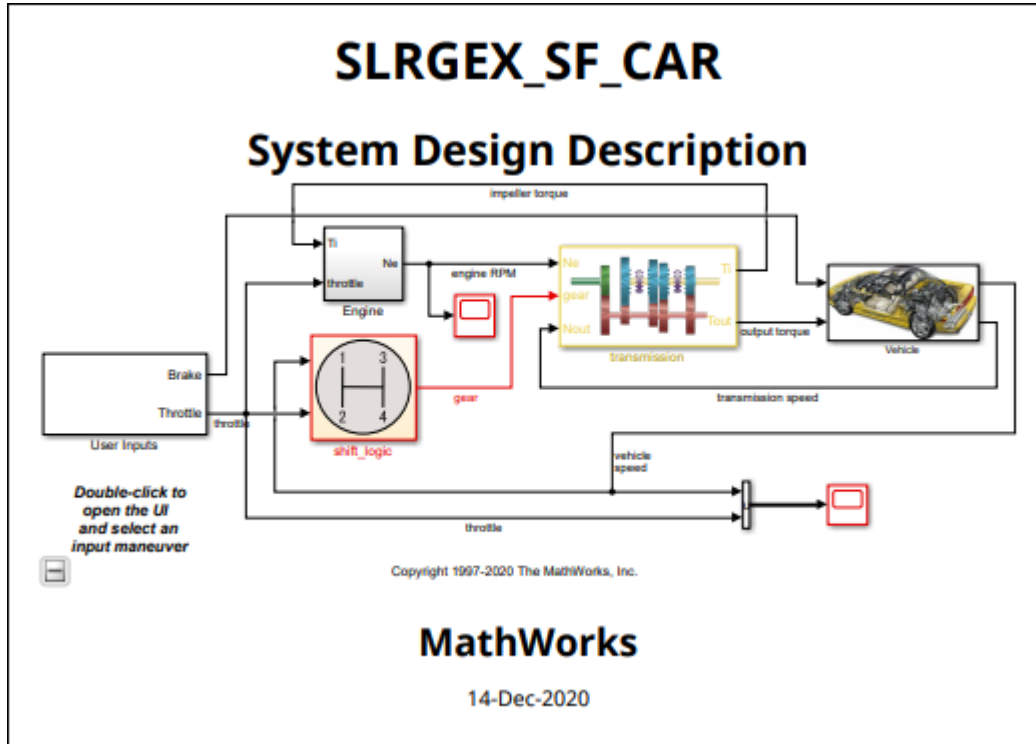 SLRGEX_SF_CAR
System Design Description
impeller torque
Ti
Ne
throttle
Engine
engine RPM
Ne
gear
Nout
Ti
Tout
transmission
output torque
Vehicle
transmission speed
Brake
Throttle
User Inputs
throttle
1 3
2 4
shift_logic
gear
vehicle
speed
throttle
Double-click to
open the UI
and select an
input maneuver
Copyright 1997-2020 The MathWorks, Inc.
MathWorks
14-Dec-2020